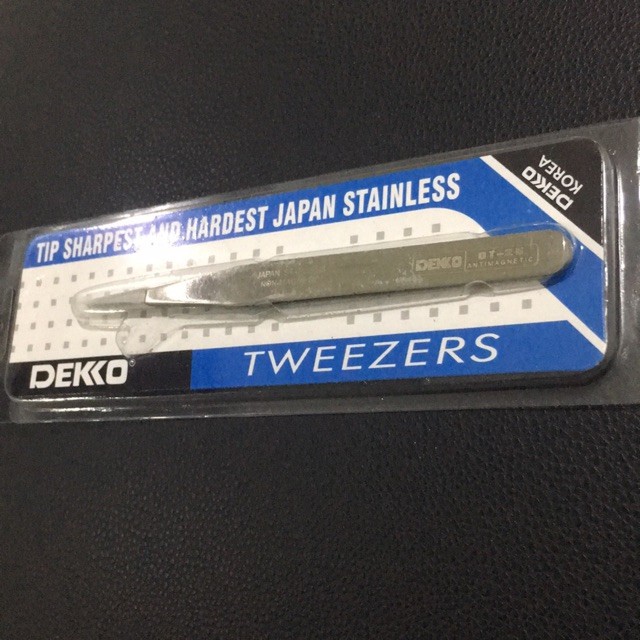 TIP SHARPEST AND HARDEST JAPAN STAINLESS
DEKKO
KOREA
DEKKO
ANTIMAGNETIC
DEKKO
TWEEZERS